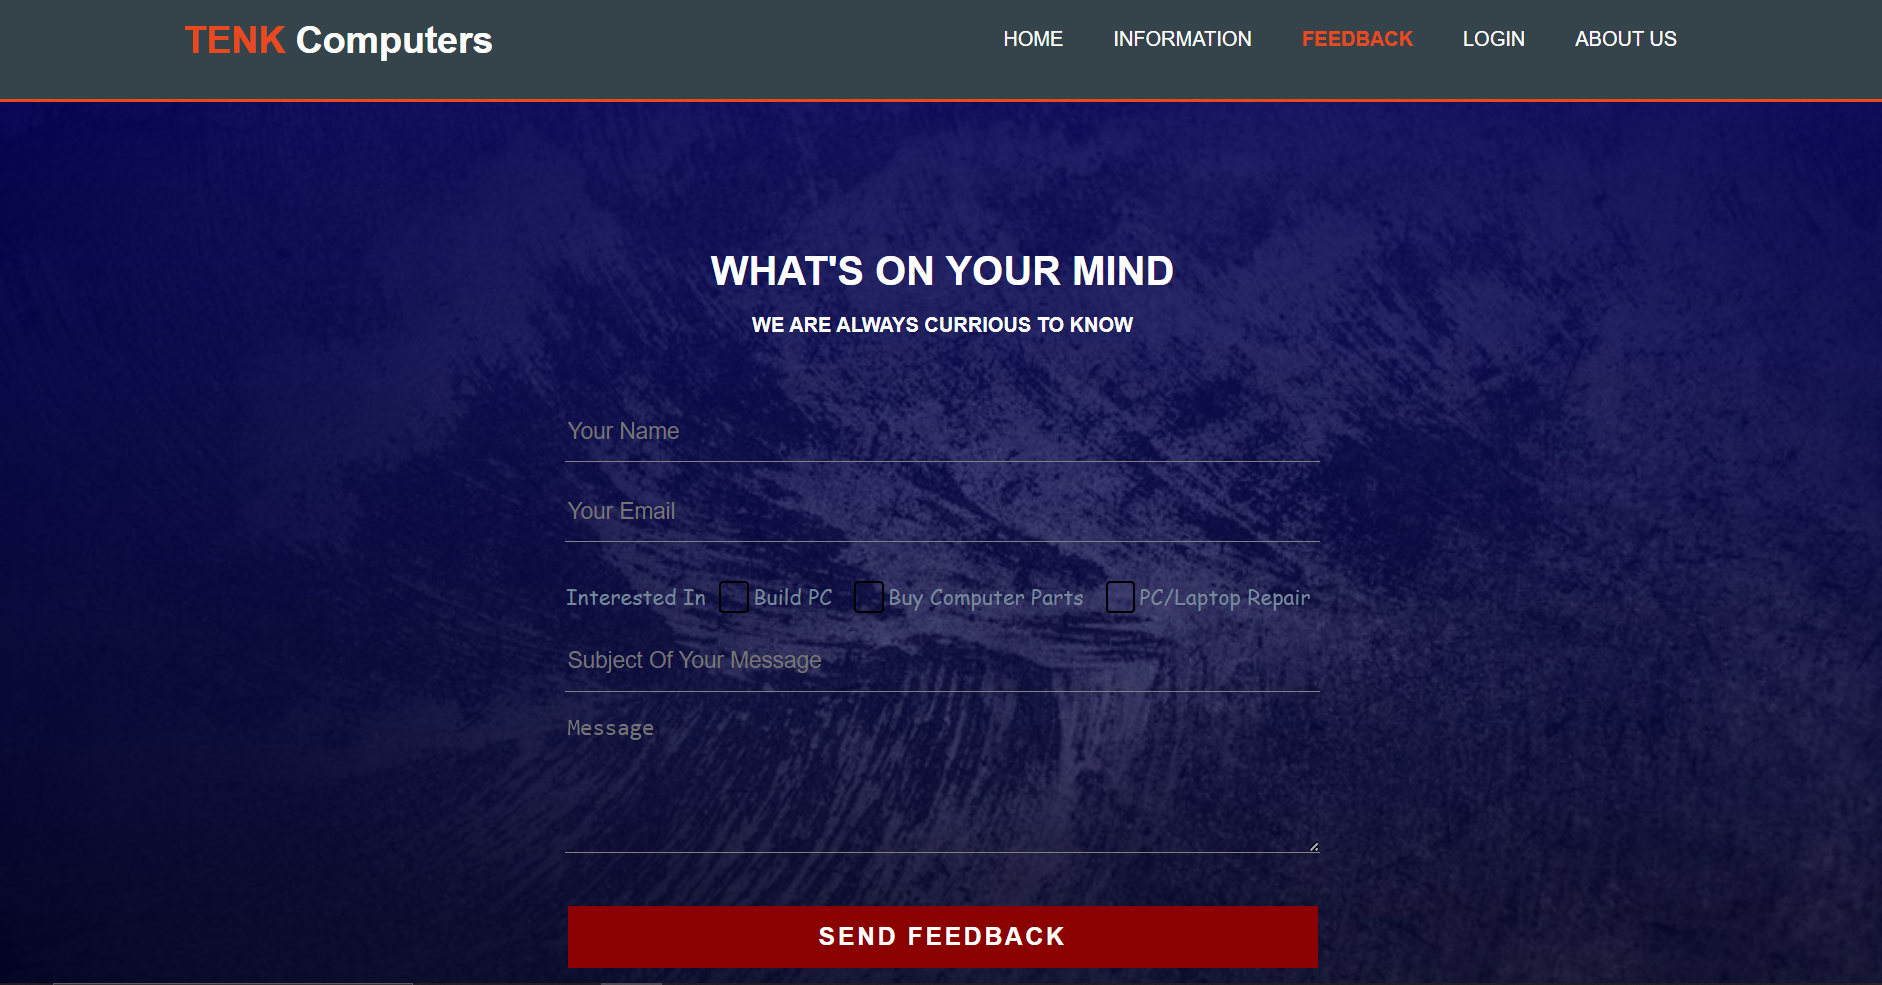 TENK Computers
HOME INFORMATION FEEDBACK LOGIN ABOUT US
WHAT'S ON YOUR MIND
WE ARE ALWAYS CURRIOUS TO KNOW
Your Name
Your Email
Interested In Build PC Buy Computer Parts PC/Laptop Repair
Subject Of Your Message
Message
SEND FEEDBACK